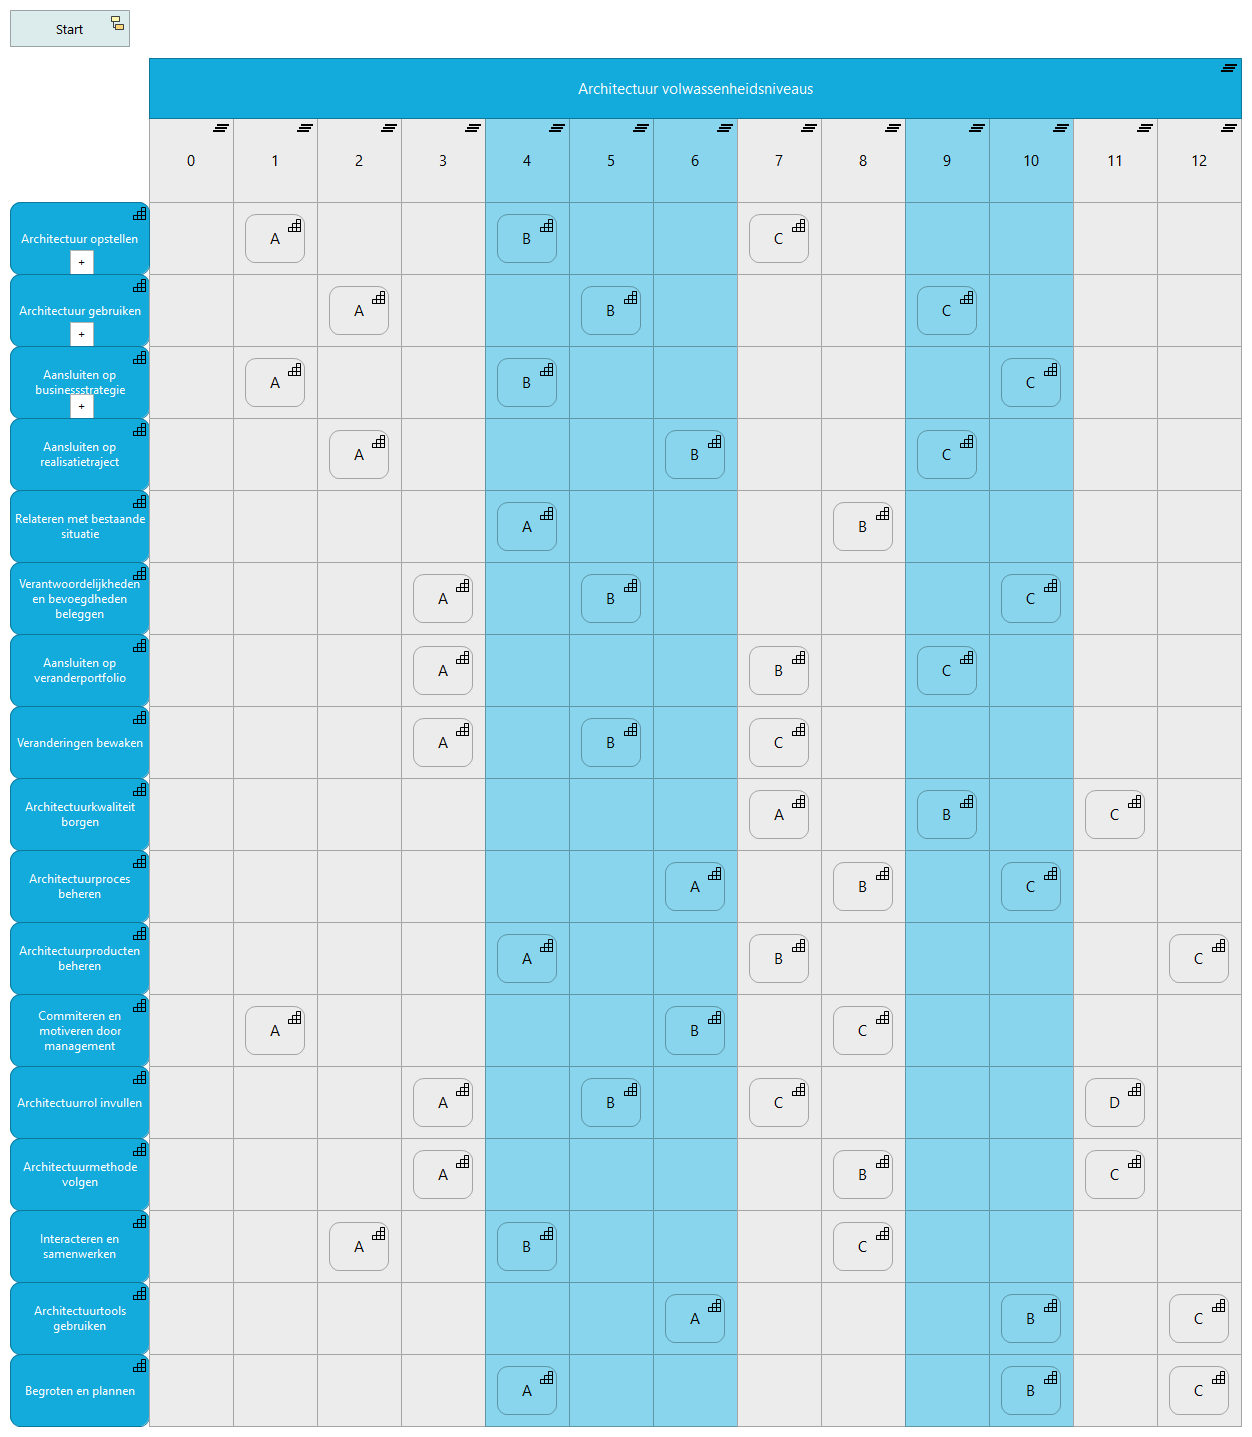 Start
Architectuur volwassenheidsniveaus
0 1 2 3 4 5 6 7 8 9 10 11 12
Architectuur opstellen
+
A B C
Architectuur gebruiken
+
A B C
Aansluiten op
businessstrategie
+
A B C
Aansluiten op
realisatietraject
A B C
Relateren met bestaande
situatie
A B
Verantwoordelijkheden
en bevoegdheden
beleggen
A B C
Aansluiten op
veranderportfolio
A B C
Veranderingen bewaken
A B C
Architectuurkwaliteit
borgen
A B C
Architectuurproces
beheren
A B C
Architectuurproducten
beheren
A B C
Commiteren en
motiveren door
management
A B C
Architectuurrol invullen
A B C D
Architectuurmethode
volgen
A B C
Interacteren en
samenwerken
A B C
Architectuurtools
gebruiken
A B C
Begroten en plannen
A B C